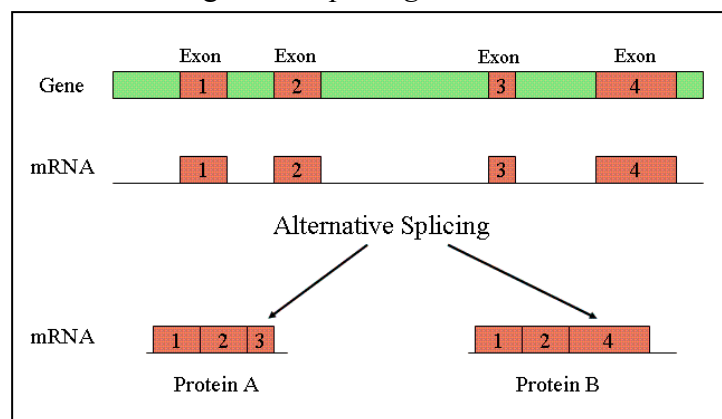 Exon Exon Exon Exon
Gene 1 2 3 4
mRNA 1 2 3 4
Alternative Splicing
mRNA 1 2 3 1 2 4
Protein A Protein B